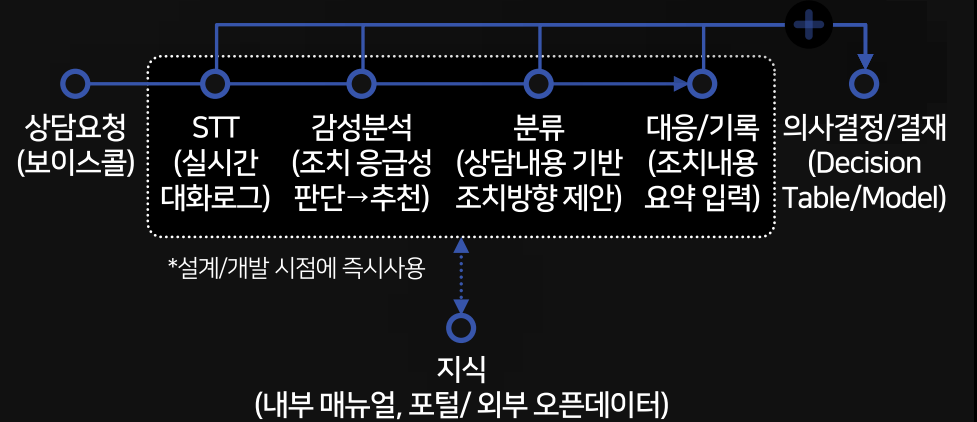 상담요청
(보이스콜)
STT
(실시간
대화로그)
감성분석
(조치 응급성
판단→추천)
분류
(상담내용 기반
조치방향 제안)
대응/기록
(조치내용
요약 입력)
의사결정/결재
(Decision
Table/Model)
*설계/개발 시점에 즉시사용
지식
(내부 매뉴얼, 포털/ 외부 오픈데이터)